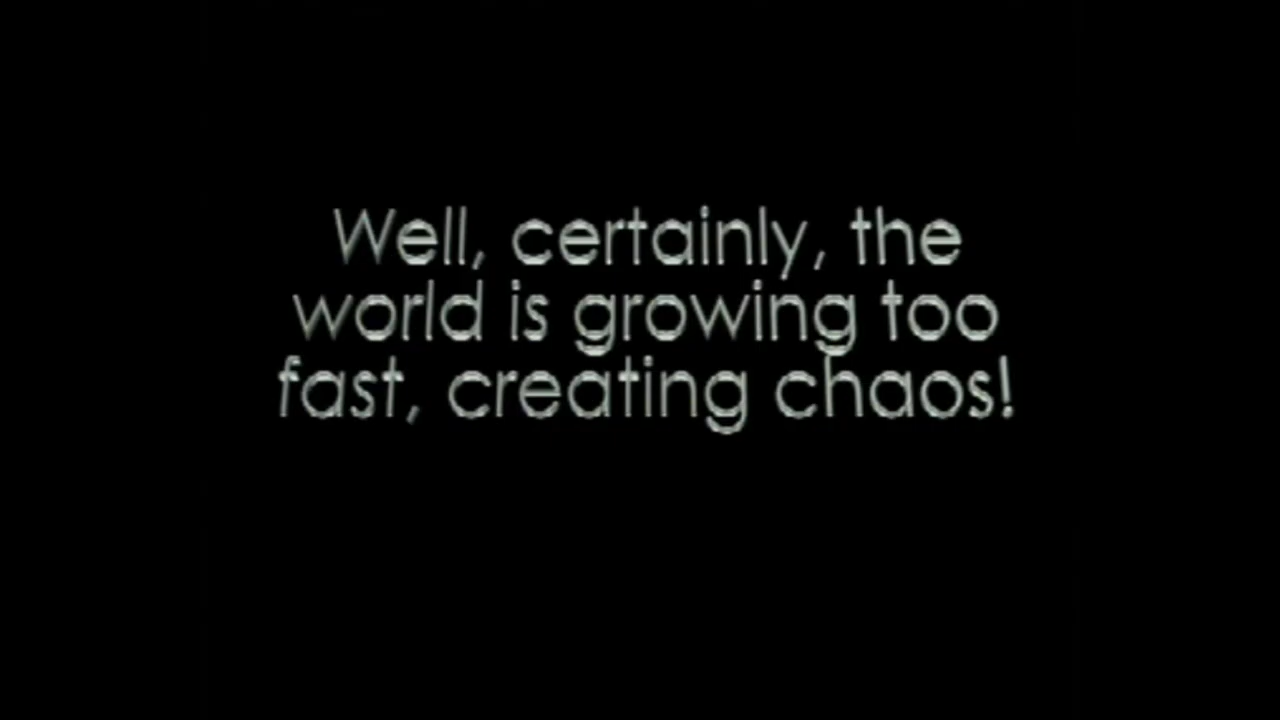 Well, certainly, the
world is growing too
fast, creating chaos!